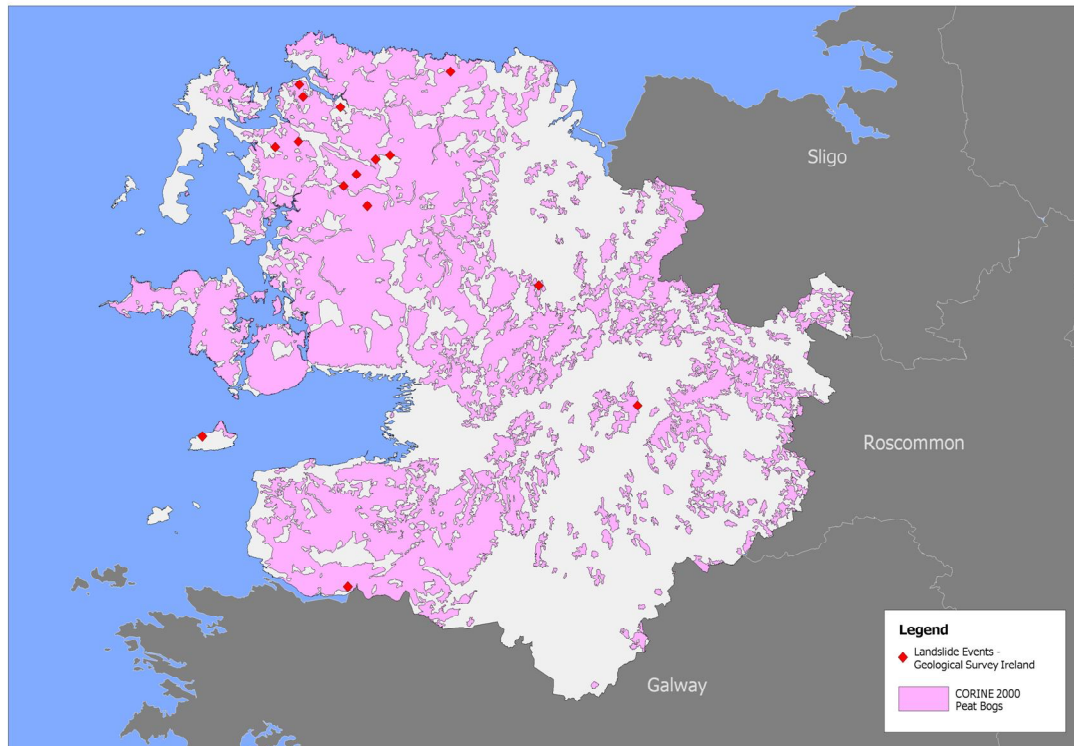 Sligo
Roscommon
Galway
Legend
Landslide Events -
Geological Survey Ireland
CORINE 2000
Peat Bogs